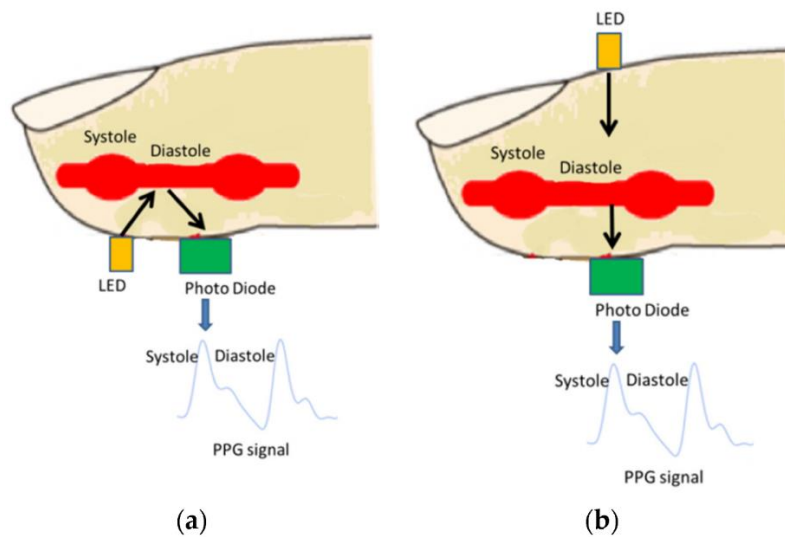 Systole
Diastole
LED
Photo Diode
Systole
Diastole
PPG signal
(a)
LED
Systole
Diastole
Photo Diode
Systole
Diastole
PPG signal
(b)